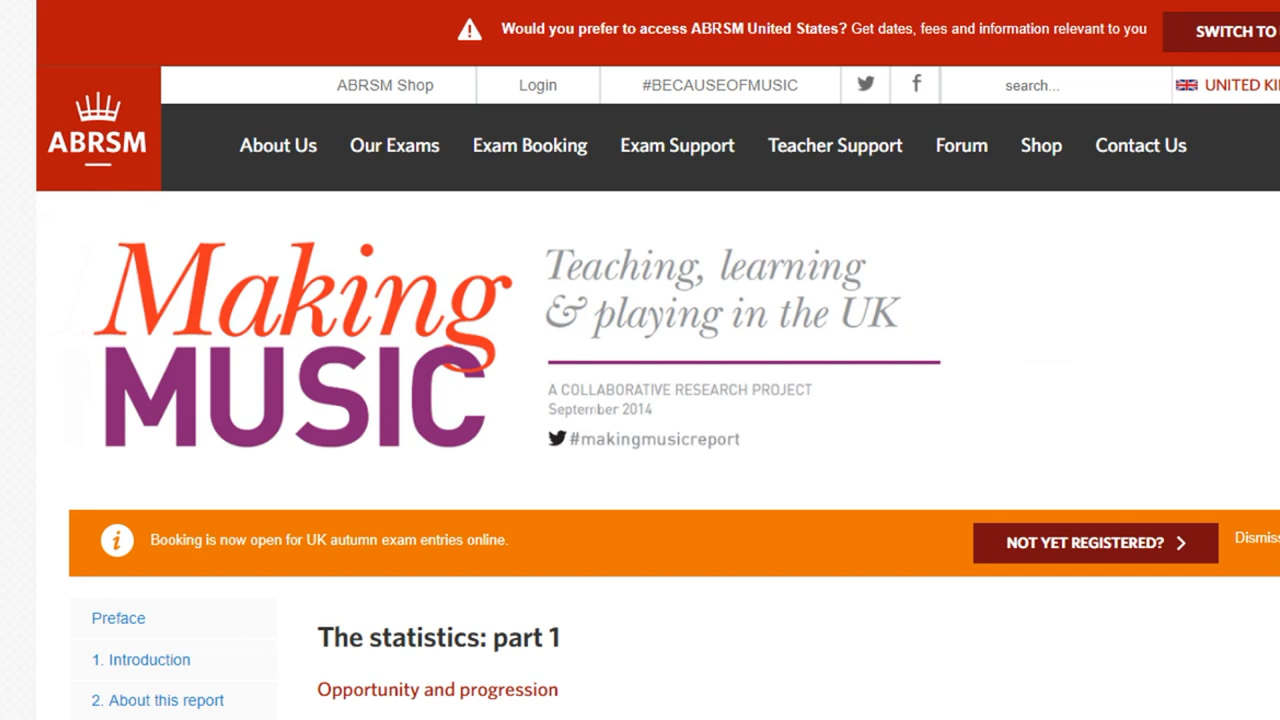 Would you prefer to access ABRSM United States? Get dates, fees and information relevant to you
SWITCH TO
ABRSM Shop
Login
#BECAUSEOFMUSIC
search...
UNITED
ABRSM
About Us
Our Exams
Exam Booking
Exam Support
Teacher Support
Forum
Shop
Contact Us
Making
MUSIC
Teaching, learning
& playing in the UK
A COLLABORATIVE RESEARCH PROJECT
September 2014
#makingmusicreport
Booking is now open for UK autumn exam entries online.
NOT YET REGISTERED?
Preface
1. Introduction
2. About this report
The statistics: part 1
Opportunity and progression